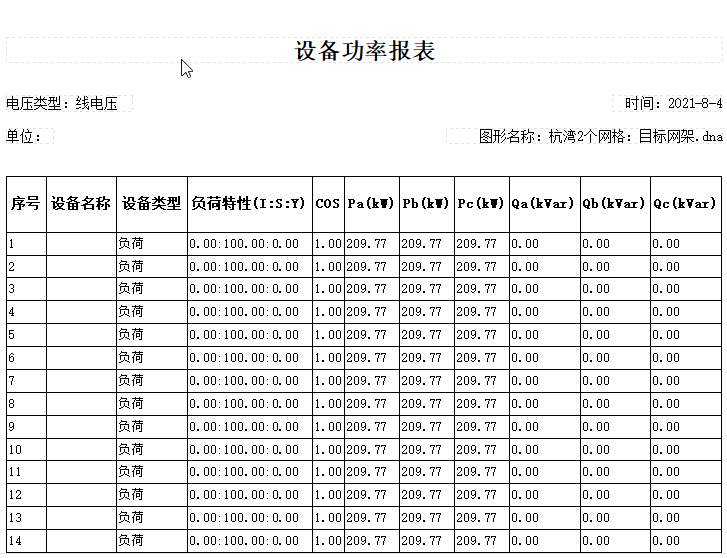 设备功率报表
电压类型：线电压 时间：2021-8-4
单位： 图形名称：杭湾2个网格：目标网架.dna
序号 设备名称 设备类型 负荷特性(I:S:Y) COS Pa(kW) Pb(kW) Pc(kW) Qa(kVar) Qb(kVar) Qc(kVar)
1 负荷 0.00:100.00:0.00 1.00 209.77 209.77 209.77 0.00 0.00 0.00
2 负荷 0.00:100.00:0.00 1.00 209.77 209.77 209.77 0.00 0.00 0.00
3 负荷 0.00:100.00:0.00 1.00 209.77 209.77 209.77 0.00 0.00 0.00
4 负荷 0.00:100.00:0.00 1.00 209.77 209.77 209.77 0.00 0.00 0.00
5 负荷 0.00:100.00:0.00 1.00 209.77 209.77 209.77 0.00 0.00 0.00
6 负荷 0.00:100.00:0.00 1.00 209.77 209.77 209.77 0.00 0.00 0.00
7 负荷 0.00:100.00:0.00 1.00 209.77 209.77 209.77 0.00 0.00 0.00
8 负荷 0.00:100.00:0.00 1.00 209.77 209.77 209.77 0.00 0.00 0.00
9 负荷 0.00:100.00:0.00 1.00 209.77 209.77 209.77 0.00 0.00 0.00
10 负荷 0.00:100.00:0.00 1.00 209.77 209.77 209.77 0.00 0.00 0.00
11 负荷 0.00:100.00:0.00 1.00 209.77 209.77 209.77 0.00 0.00 0.00
12 负荷 0.00:100.00:0.00 1.00 209.77 209.77 209.77 0.00 0.00 0.00
13 负荷 0.00:100.00:0.00 1.00 209.77 209.77 209.77 0.00 0.00 0.00
14 负荷 0.00:100.00:0.00 1.00 209.77 209.77 209.77 0.00 0.00 0.00